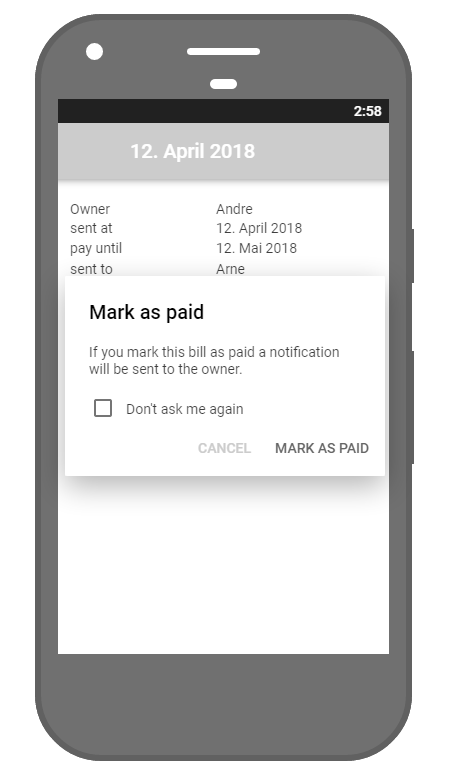 2:58
12. April 2018
Owner Andre
sent at 12. April 2018
pay until 12. Mai 2018
sent to Arne
Mark as paid
If you mark this bill as paid a notification
will be sent to the owner.
Don't ask me again
CANCEL MARK AS PAID